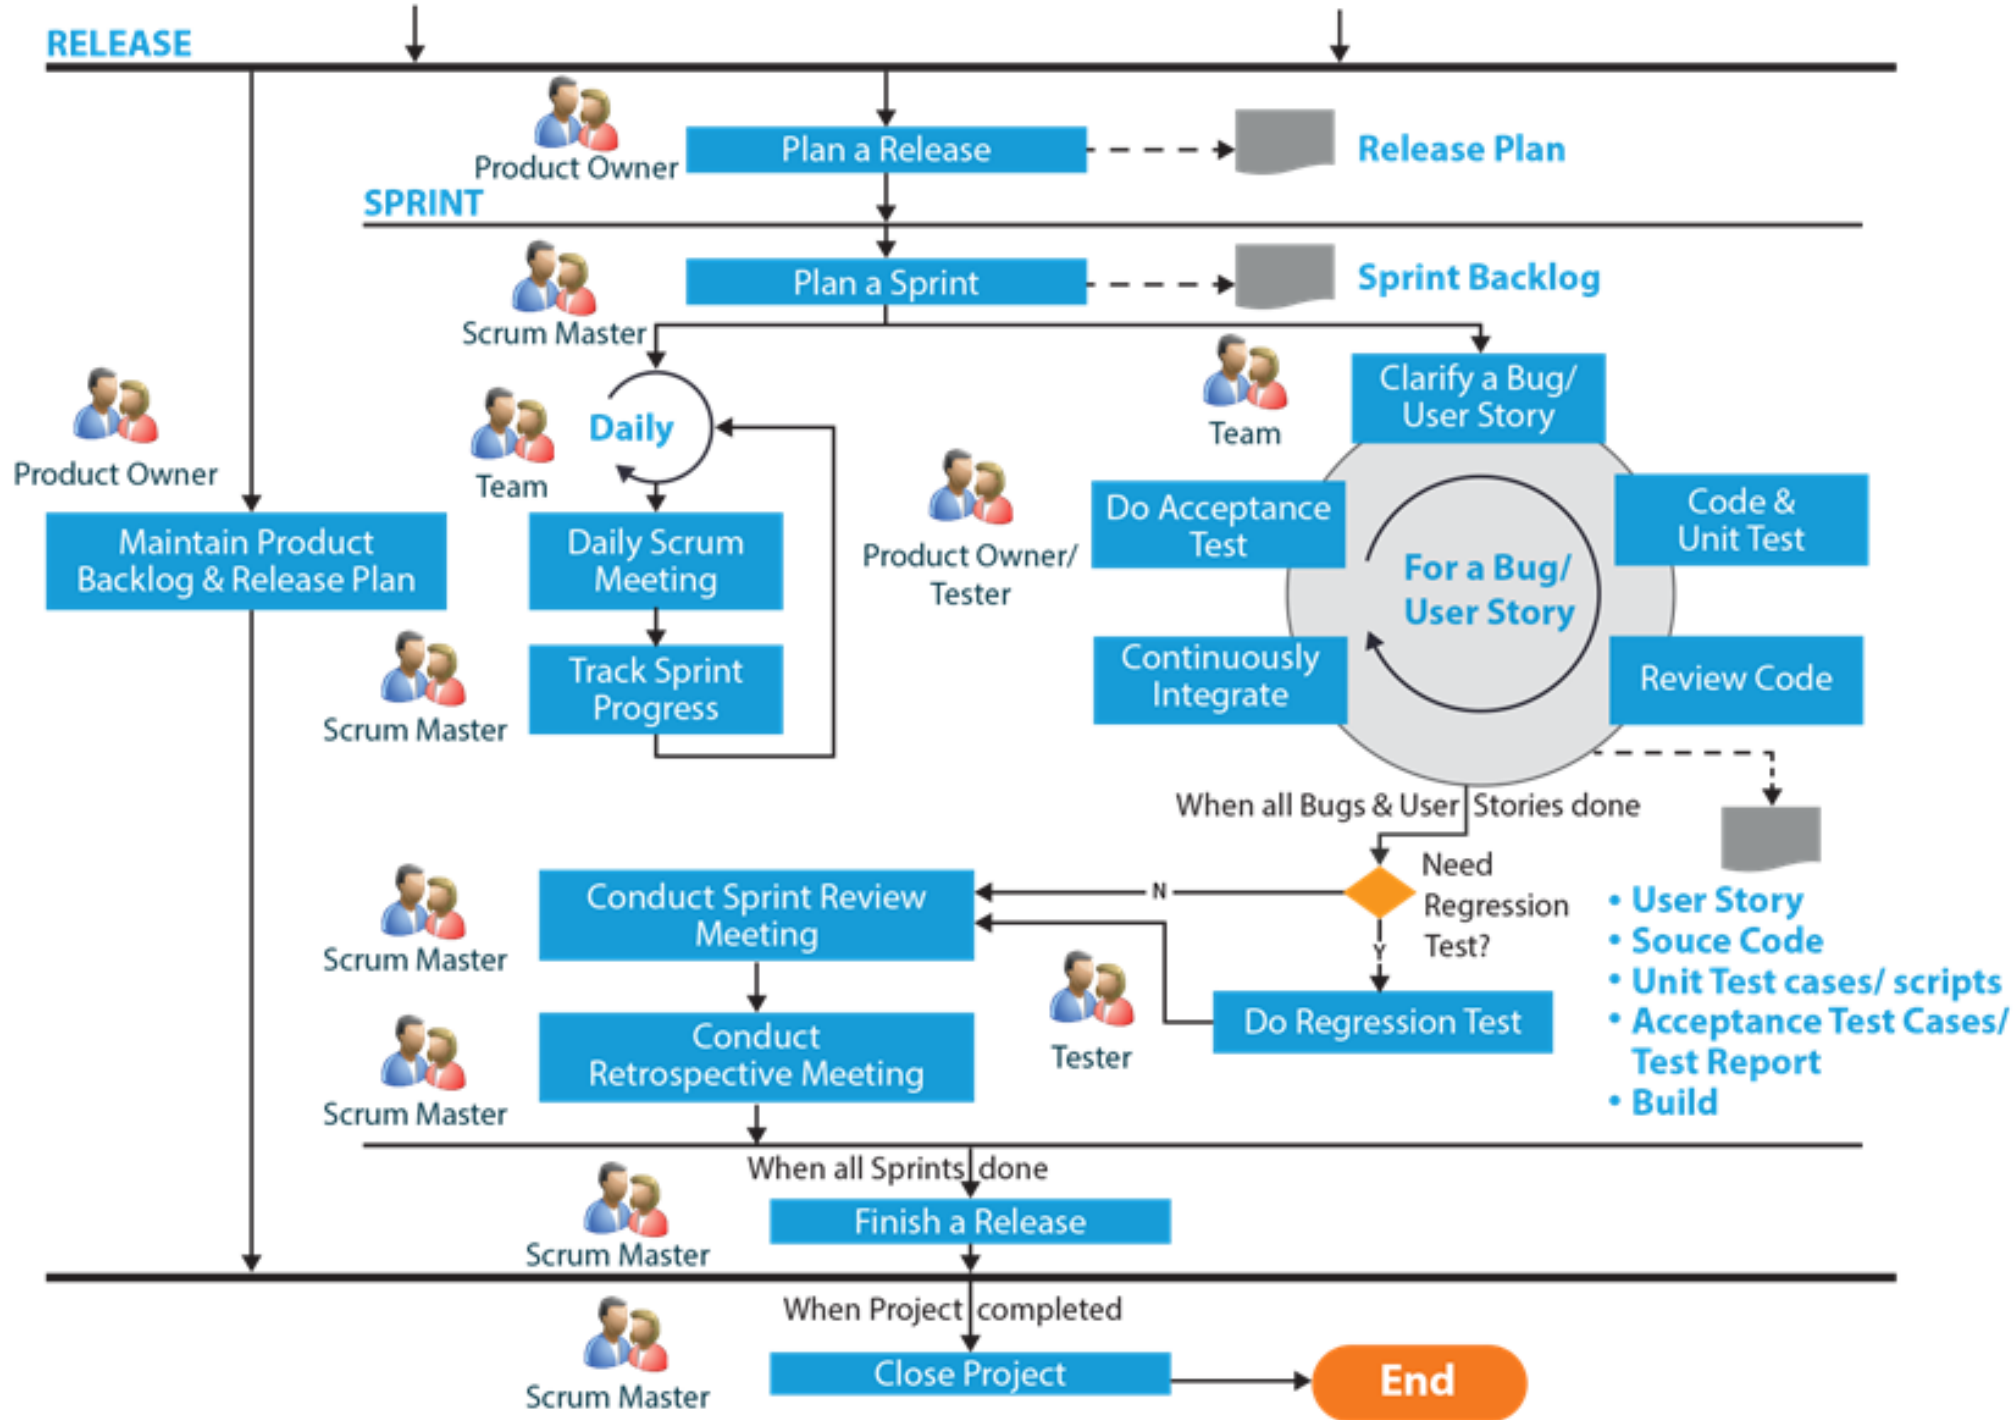 RELEASE
Product Owner
Plan a Release
Release Plan
SPRINT
Scrum Master
Plan a Sprint
Sprint Backlog
Product Owner
Maintain Product
Backlog & Release Plan
Team
Daily
Daily Scrum
Meeting
Scrum Master
Track Sprint
Progress
Team
Clarify a Bug/
User Story
Product Owner/
Tester
Do Acceptance
Test
Code &
Unit Test
For a Bug/
User Story
Continuously
Integrate
Review Code
When all Bugs & User Stories done
Need
Regression
Test?
N
Y
Scrum Master
Conduct Sprint Review
Meeting
Tester
Do Regression Test
• User Story
• Souce Code
• Unit Test cases/ scripts
• Acceptance Test Cases/
Test Report
• Build
Scrum Master
Conduct
Retrospective Meeting
When all Sprints done
Scrum Master
Finish a Release
When Project completed
Scrum Master
Close Project
End